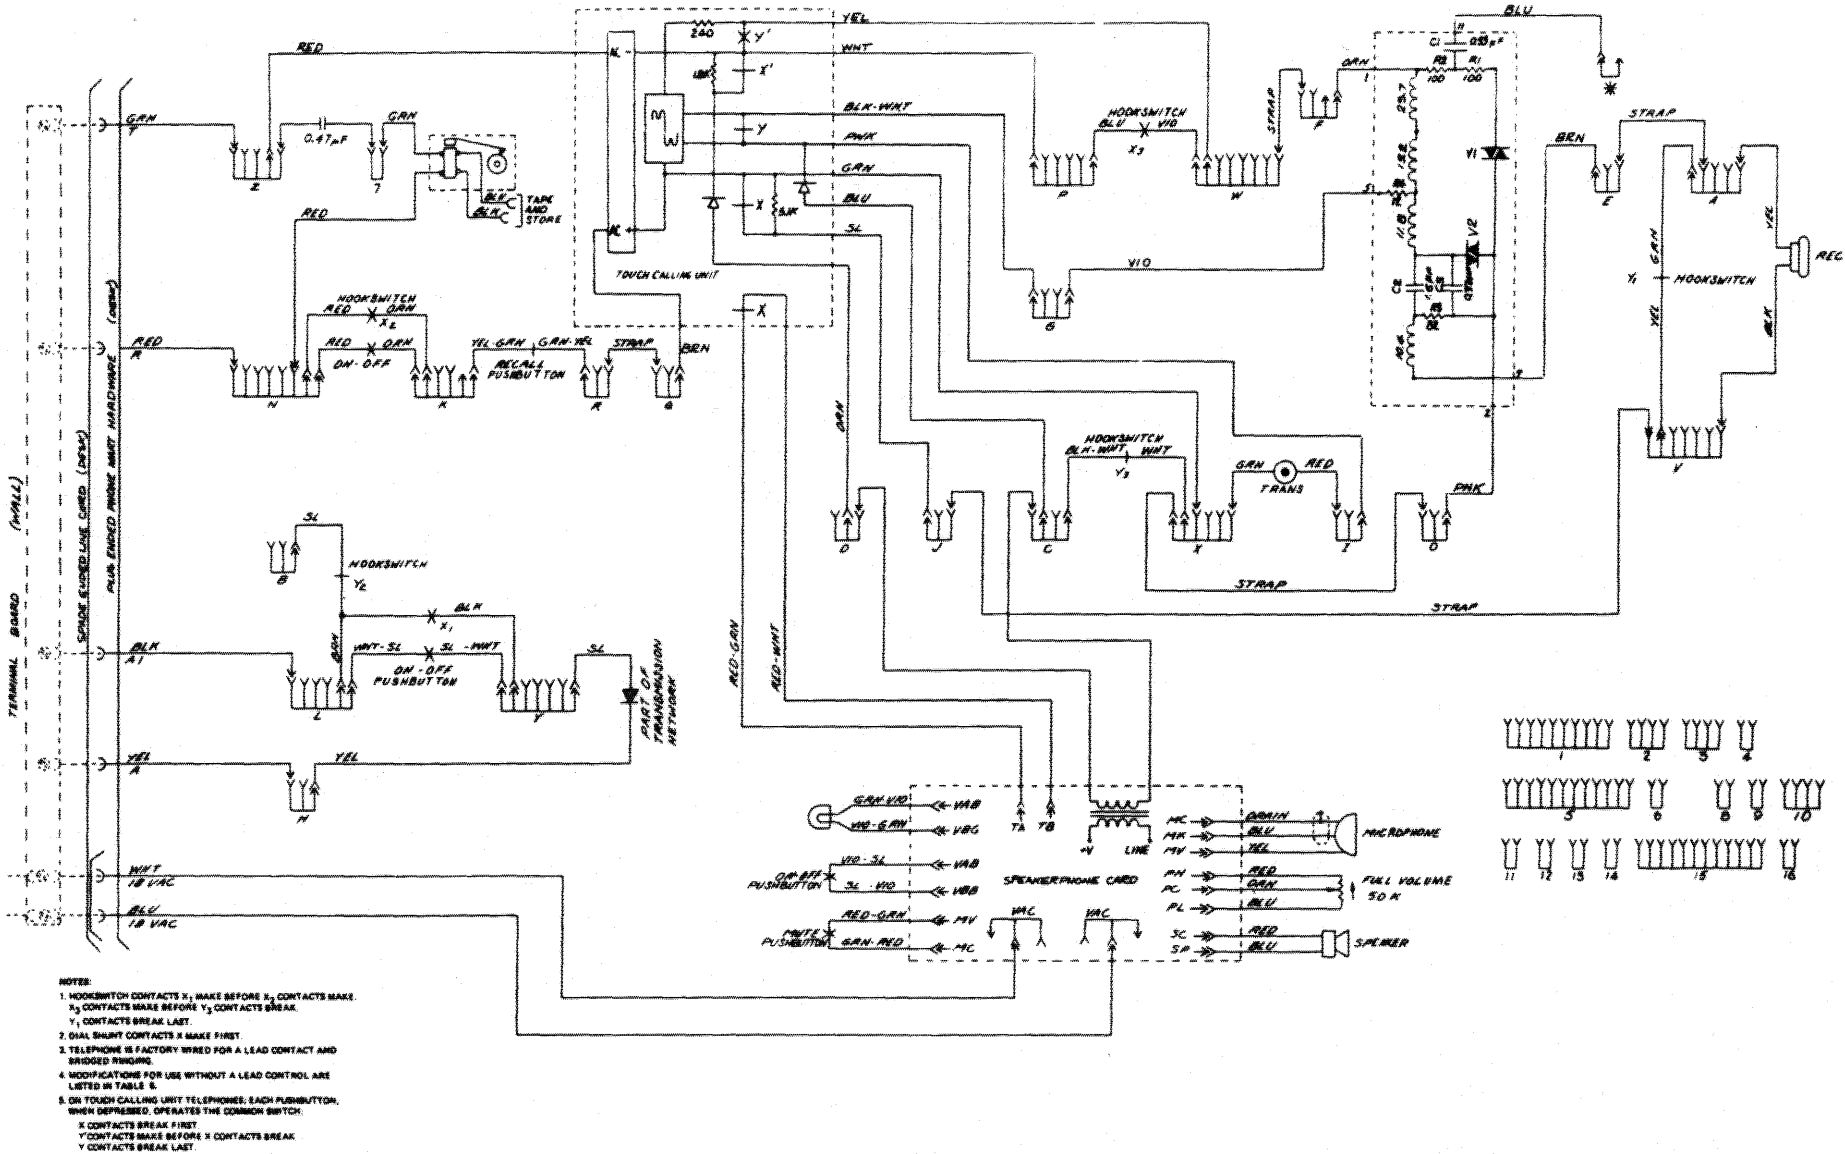 YEL
WHT
BLK-WHT
PNK
GRN
BLU
SL
240
Y'
X'
Y
X
TOUCH CALLING UNIT
X
RED
GRN
T
0.47µF
GRN
Z
7
RED
BLU
BLK
TAPE
AND
STORE
RED
R
HOOKSWITCH
RED
ORN
X2
RED
ORN
ON-OFF
N
K
YEL-GRN
GRN-YEL
RECALL
PUSHBUTTON
STRAP
BRN
R
TERMINAL BOARD (WALL)
SPADE ENDED LINE CARD (DESK)
PLUG ENDED PHONE MART HARDWARE (DESK)
SL
B
HOOKSWITCH
Y2
BLK
X1
BLK
A1
WHT-SL
SL-WHT
ON-OFF
PUSHBUTTON
L
Y
SL
PART OF
TRANSMISSION
NETWORK
YEL
A
YEL
WHT
18 VAC
BLU
18 VAC
HOOKSWITCH
BLU
VIO
X3
P
W
STRAP
F
ORN
1
VIO
5
BLU
11
C1
R2
R1
100
100
V1
V2
C2
2
*
BRN
STRAP
E
A
GRN
YEL
Y1
HOOKSWITCH
YEL
BLK
REC
V
ORN
HOOKSWITCH
BLK-WHT
WHT
Y3
GRN
RED
TRANS
PNK
D
J
C
X
I
O
STRAP
STRAP
RED-GRN
RED-WHT
GRN-VIO
VIO-GRN
VAB
VBG
TA
TB
+V
LINE
VIO-SL
SL-VIO
ON-OFF
PUSHBUTTON
VAB
VBB
RED-GRN
GRN-RED
MUTE
PUSHBUTTON
MV
MC
SPEAKERPHONE CARD
VAC
VAC
MC
MK
MV
DRAIN
BLU
YEL
MICROPHONE
PH
PC
PL
RED
ORN
BLU
FULL VOLUME
50 K
SC
SP
RED
BLU
SPEAKER
1
2
4
6
8
9
10
11
12
13
14
15
16
NOTES:
1. HOOKSWITCH CONTACTS X1 MAKE BEFORE X2 CONTACTS MAKE.
X3 CONTACTS MAKE BEFORE Y3 CONTACTS BREAK.
Y1 CONTACTS BREAK LAST.
2. DIAL SHUNT CONTACTS X MAKE FIRST.
3. TELEPHONE IS FACTORY WIRED FOR A LEAD CONTACT AND
BRIDGED RINGING.
4. MODIFICATIONS FOR USE WITHOUT A LEAD CONTROL ARE
LISTED IN TABLE
5. ON TOUCH CALLING UNIT TELEPHONES, EACH PUSHBUTTON,
WHEN DEPRESSED, OPERATES THE COMMON SWITCH:
X CONTACTS BREAK FIRST.
Y' CONTACTS MAKE BEFORE X CONTACTS BREAK
Y CONTACTS BREAK LAST.